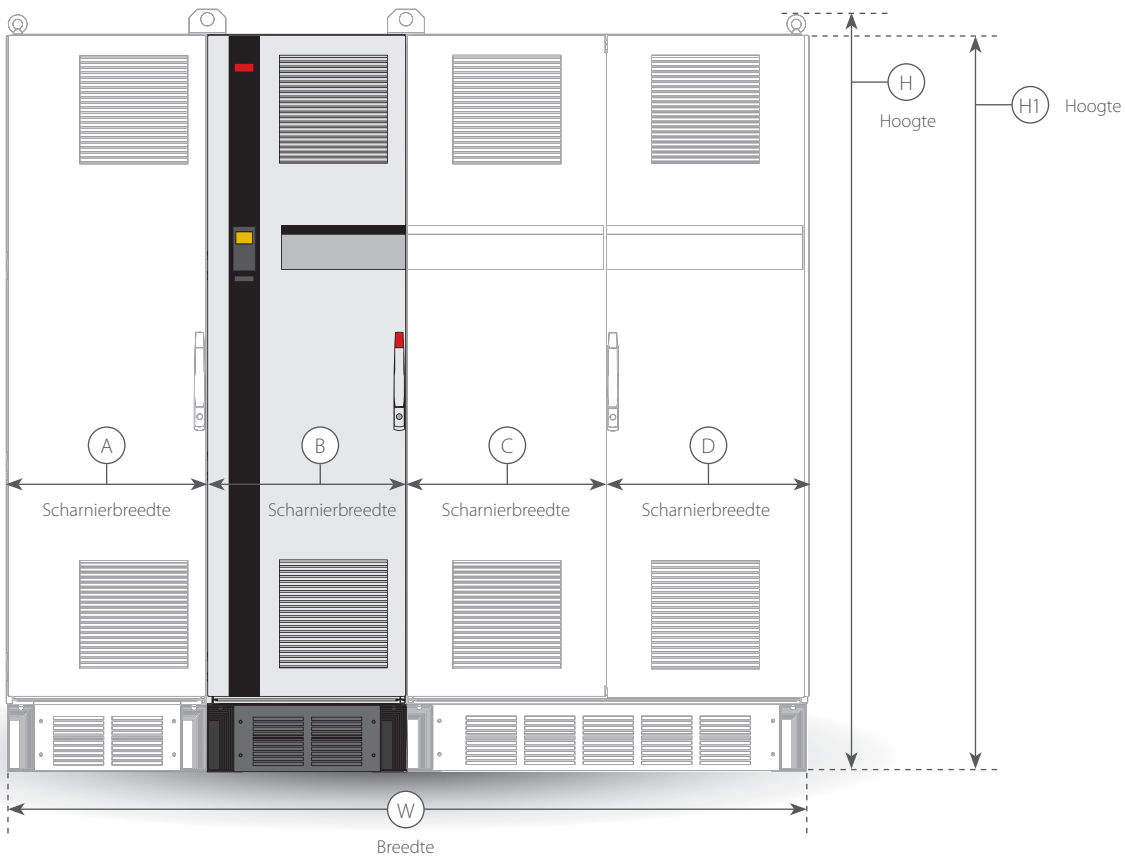 H
Hoogte
H1 Hoogte
A
B
C
D
Scharnierbreedte
Scharnierbreedte
Scharnierbreedte
Scharnierbreedte
W
Breedte